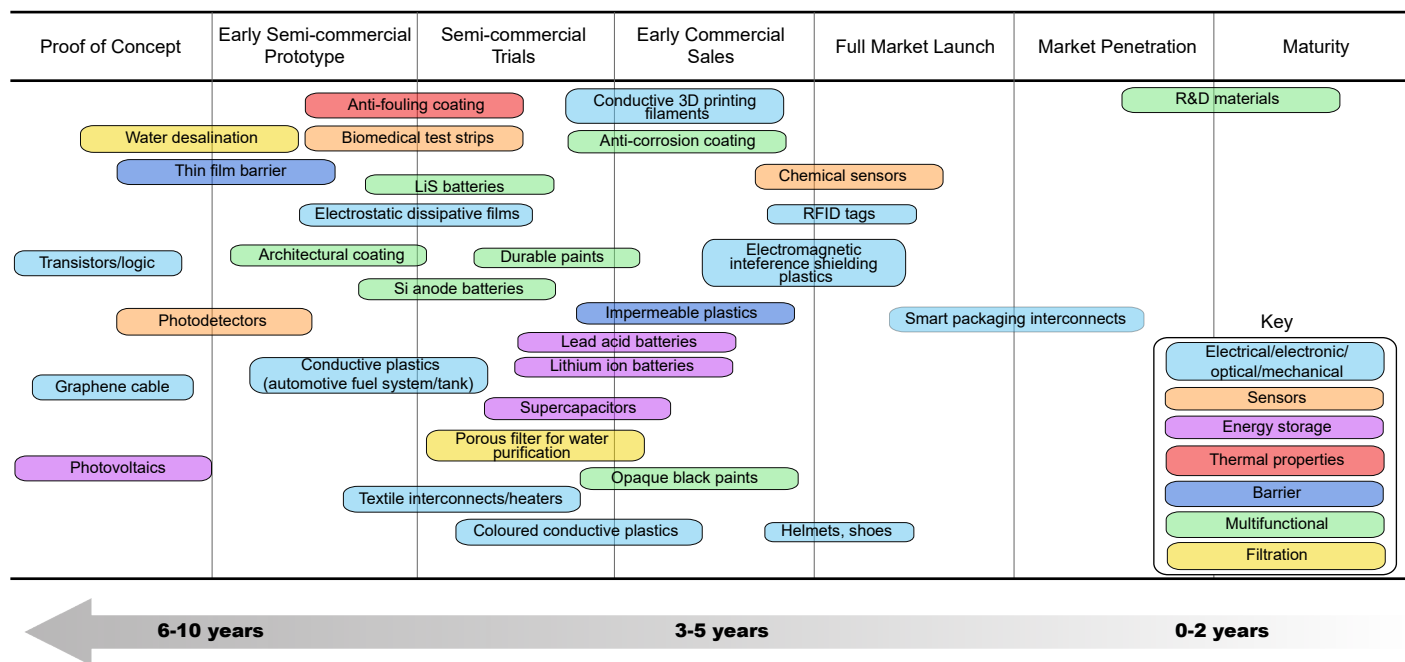 Proof of Concept
Early Semi-commercial
Prototype
Semi-commercial
Trials
Early Commercial
Sales
Full Market Launch
Market Penetration
Maturity
Anti-fouling coating
Conductive 3D printing
filaments
R&D materials
Water desalination
Biomedical test strips
Anti-corrosion coating
Thin film barrier
Chemical sensors
LiS batteries
Electrostatic dissipative films
RFID tags
Transistors/logic
Architectural coating
Durable paints
Electromagnetic
inteference shielding
plastics
Si anode batteries
Photodetectors
Impermeable plastics
Smart packaging interconnects
Lead acid batteries
Conductive plastics
(automotive fuel system/tank)
Lithium ion batteries
Graphene cable
Supercapacitors
Porous filter for water
purification
Photovoltaics
Opaque black paints
Textile interconnects/heaters
Coloured conductive plastics
Helmets, shoes
Key
Electrical/electronic/
optical/mechanical
Sensors
Energy storage
Thermal properties
Barrier
Multifunctional
Filtration
6-10 years
3-5 years
0-2 years